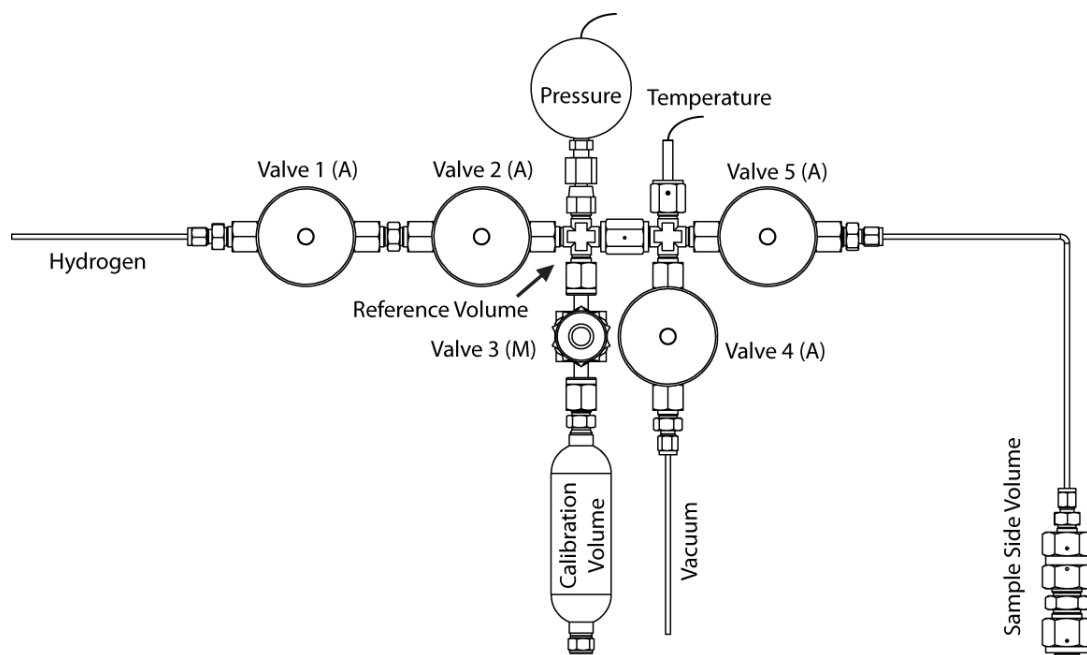 Pressure
Temperature
Valve 1 (A)
Valve 2 (A)
Valve 5 (A)
Hydrogen
Reference Volume
Valve 3 (M)
Valve 4 (A)
Calibration
Volume
Vacuum
Sample Side Volume